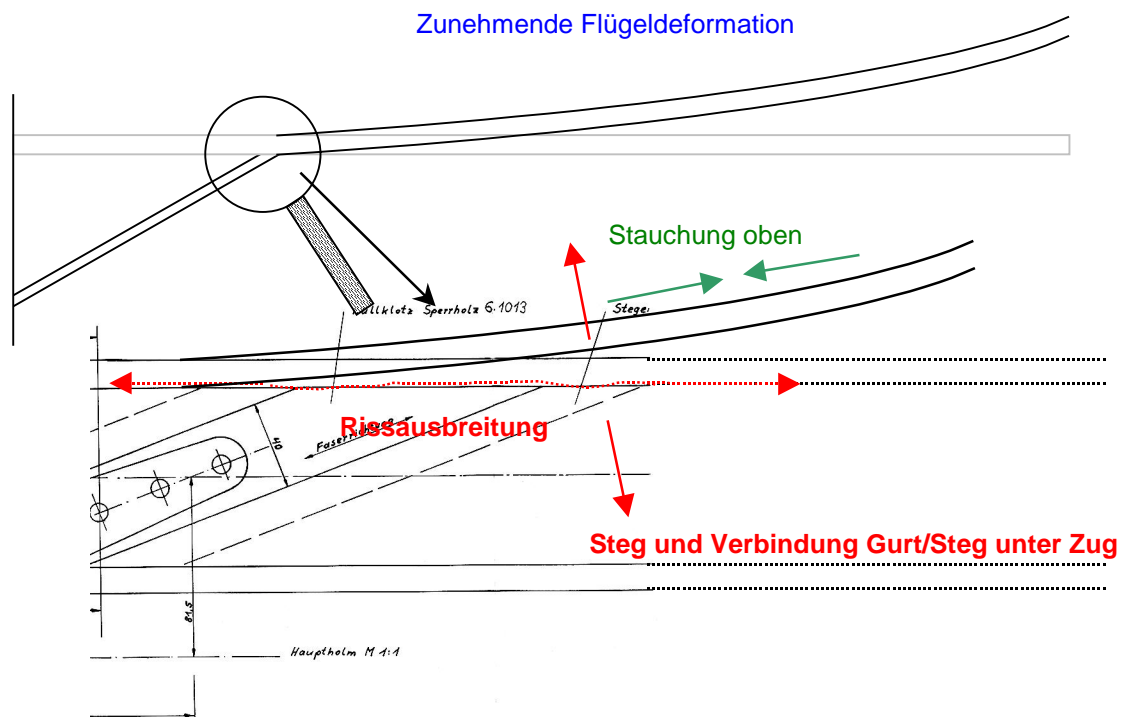 Zunehmende Flügeldeformation
Stauchung oben
Sperrholz 6.1013
Stege
Rissausbreitung
40
Steg und Verbindung Gurt/Steg unter Zug
81,5
Hauptholm M 1:1